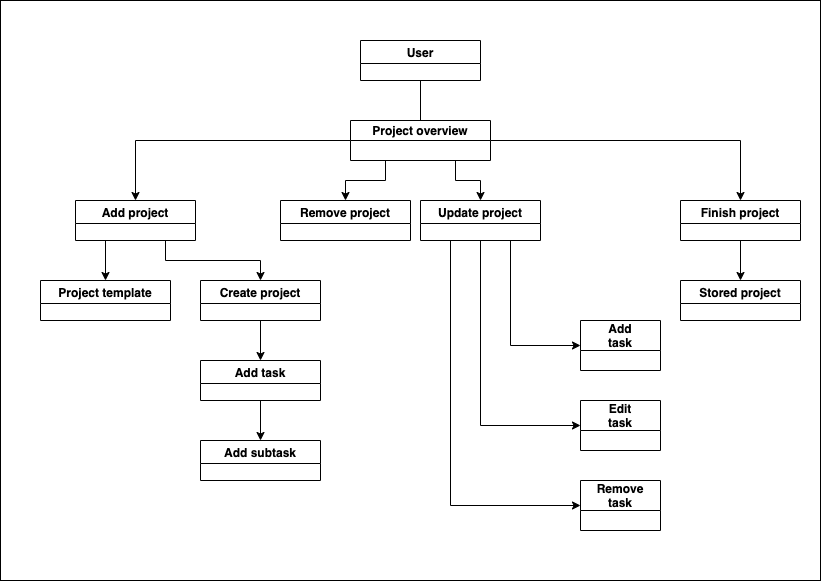 User
Project overview
Add project
Remove project
Update project
Finish project
Project template
Create project
Stored project
Add
task
Add task
Edit
task
Add subtask
Remove
task